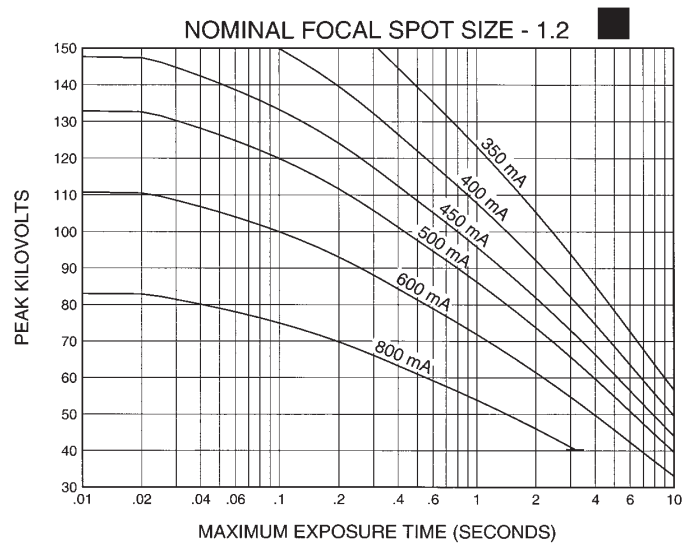 NOMINAL FOCAL SPOT SIZE - 1.2
150
140
130
120
110
100
90
80
70
60
50
40
30
PEAK KILOVOLTS
350 mA
400 mA
450 mA
500 mA
600 mA
800 mA
.01 .02 .04 .06 .1 .2 .4 .6 1 2 4 6 10
MAXIMUM EXPOSURE TIME (SECONDS)